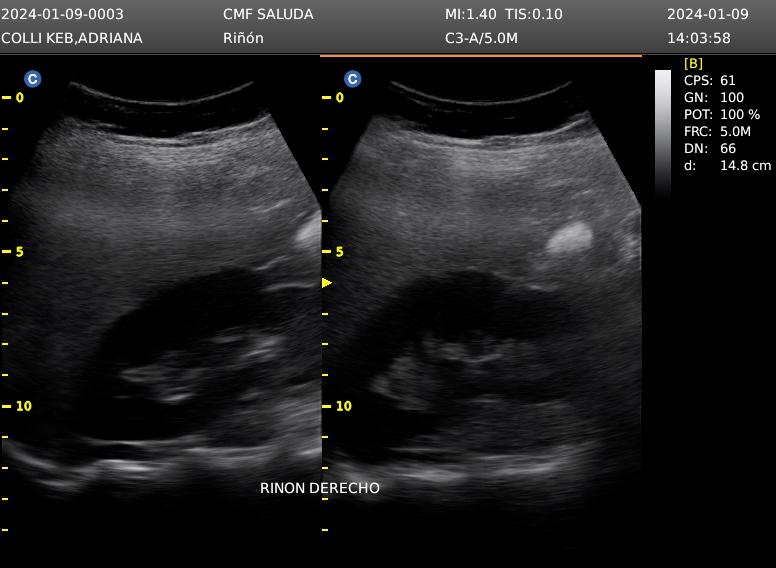 2024-01-09-0003 CMF SALUDA MI:1.40 TIS:0.10 2024-01-09
COLLI KEB,ADRIANA Riñón C3-A/5.0M 14:03:58
C C [B]
0 0 CPS: 61
GN: 100
POT: 100 %
FRC: 5.0M
DN: 66
d: 14.8 cm
5 5
10 10
RINON DERECHO